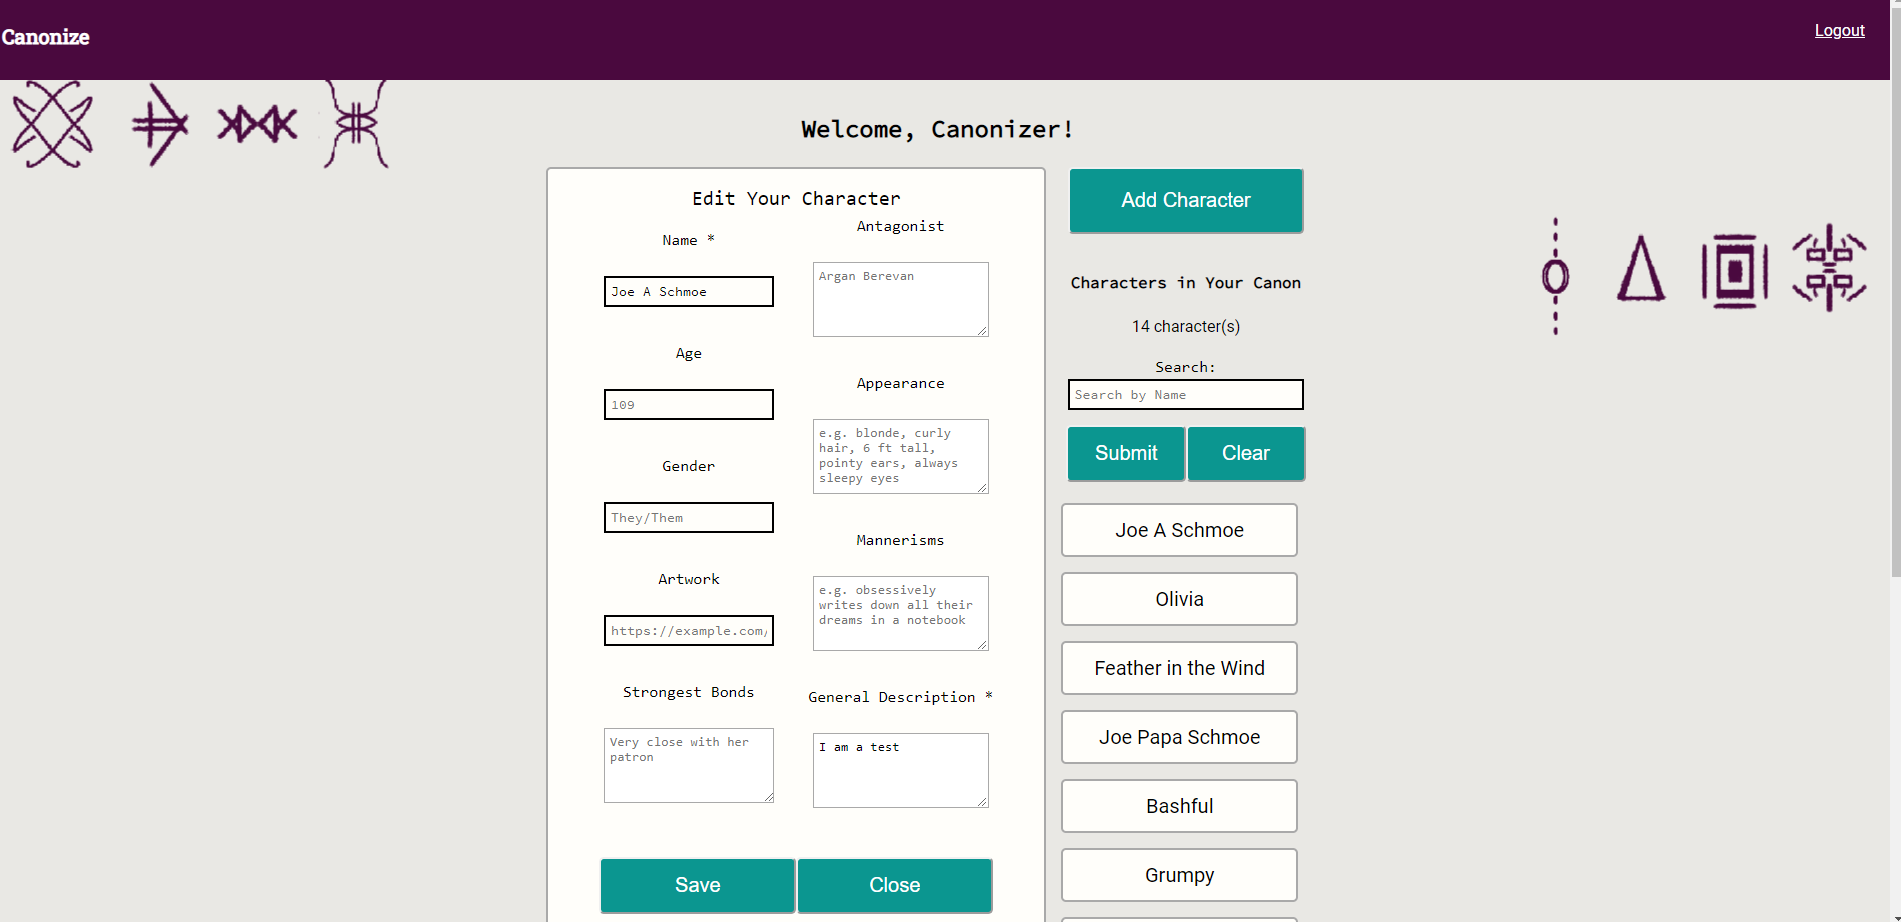 Canonize
Logout
Welcome, Canonizer!
Edit Your Character
Name *
Joe A Schmoe
Age
109
Gender
They/Them
Artwork
https://example.com/
Strongest Bonds
Very close with her
patron
Antagonist
Argan Berevan
Appearance
e.g. blonde, curly
hair, 6 ft tall,
pointy ears, always
sleepy eyes
Mannerisms
e.g. obsessively
writes down all their
dreams in a notebook
General Description *
I am a test
Save
Close
Add Character
Characters in Your Canon
14 character(s)
Search:
Search by Name
Submit
Clear
Joe A Schmoe
Olivia
Feather in the Wind
Joe Papa Schmoe
Bashful
Grumpy